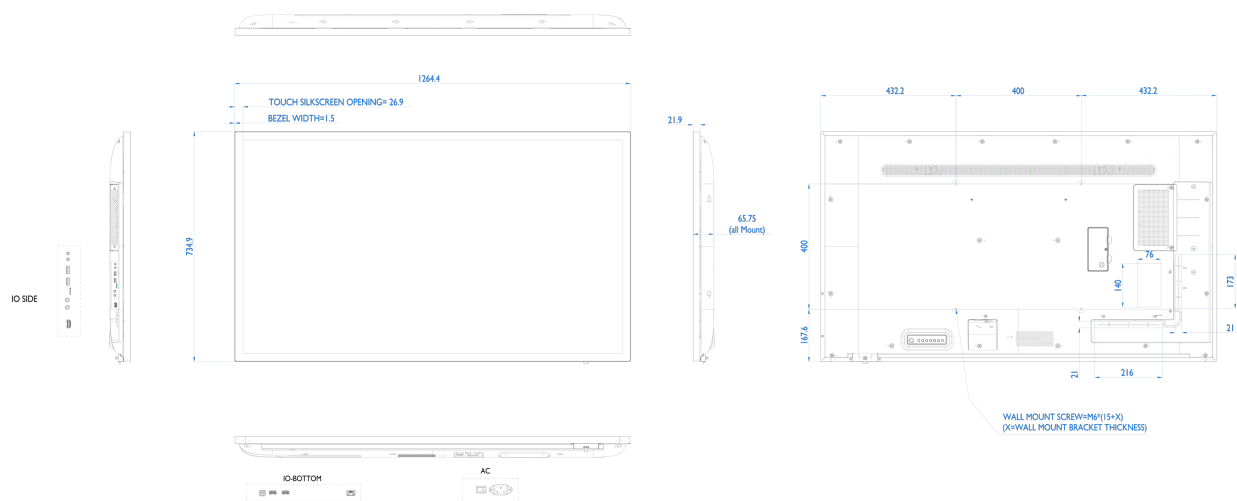 1264.4
TOUCH SILKSCREEN OPENING= 26.9
BEZEL WIDTH=1.5
734.9
IO SIDE
21.9
65.75
(all Mount)
432.2
400
432.2
400
167.6
76
140
173
21
21
216
WALL MOUNT SCREW=M6*(15+X)
(X=WALL MOUNT BRACKET THICKNESS)
IO-BOTTOM
AC